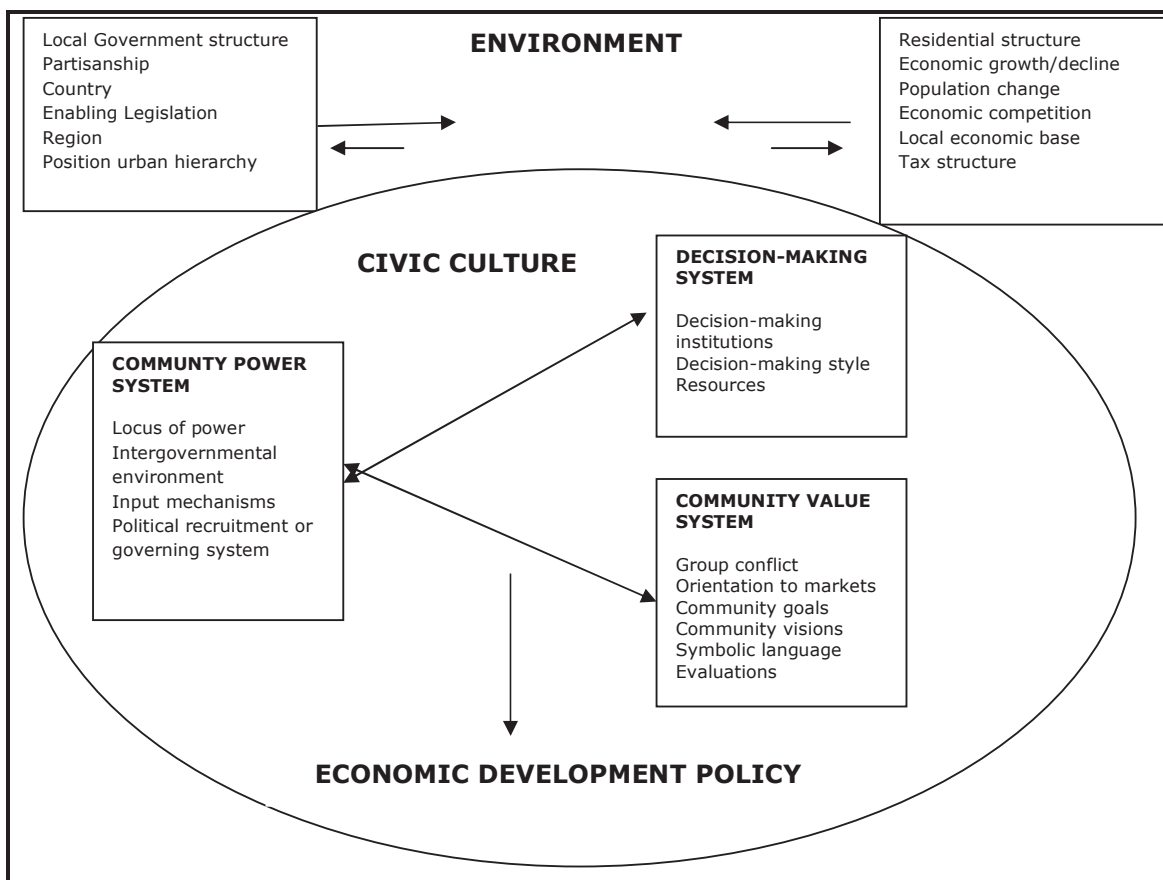 Local Government structure
Partisanship
Country
Enabling Legislation
Region
Position urban hierarchy
ENVIRONMENT
Residential structure
Economic growth/decline
Population change
Economic competition
Local economic base
Tax structure
CIVIC CULTURE
DECISION-MAKING
SYSTEM
Decision-making
institutions
Decision-making style
Resources
COMMUNTY POWER
SYSTEM
Locus of power
Intergovernmental
environment
Input mechanisms
Political recruitment or
governing system
COMMUNITY VALUE
SYSTEM
Group conflict
Orientation to markets
Community goals
Community visions
Symbolic language
Evaluations
ECONOMIC DEVELOPMENT POLICY